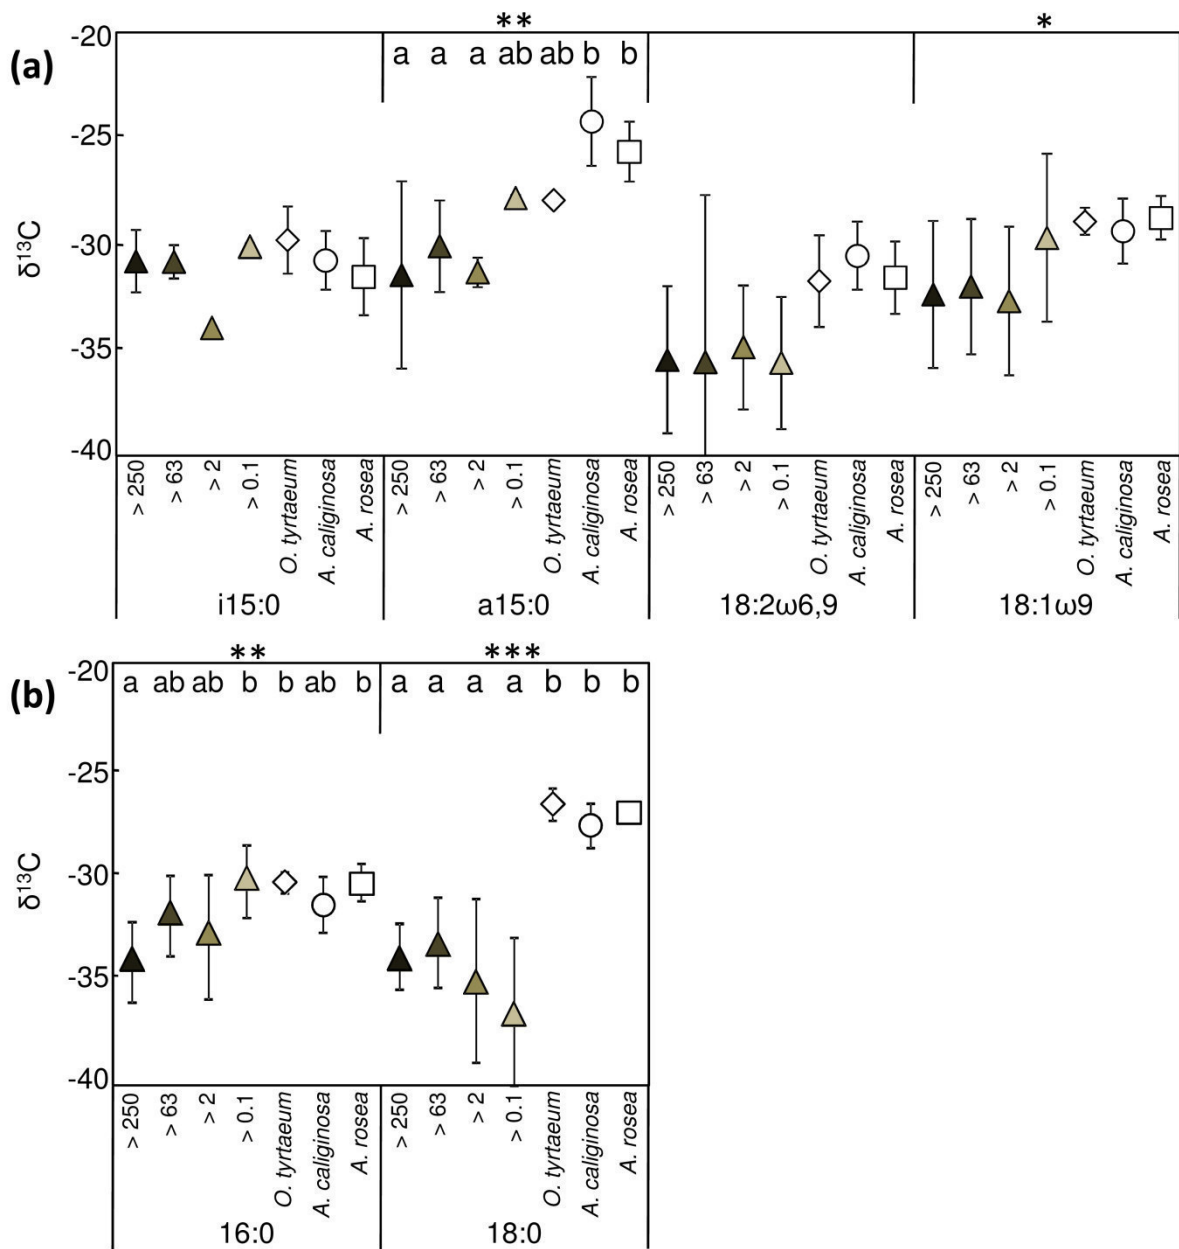 (a)
** *
-20
a a a ab ab b b
-25
-30
-35
-40
δ¹³C
> 250 > 63 > 2 > 0.1 O. tyrtaeum A. caliginosa A. rosea > 250 > 63 > 2 > 0.1 O. tyrtaeum A. caliginosa A. rosea > 250 > 63 > 2 > 0.1 O. tyrtaeum A. caliginosa A. rosea > 250 > 63 > 2 > 0.1 O. tyrtaeum A. caliginosa A. rosea
i15:0 a15:0 18:2ω6,9 18:1ω9
(b)
** ***
-20
a ab ab b b ab b a a a a b b b
-25
-30
-35
-40
δ¹³C
> 250 > 63 > 2 > 0.1 O. tyrtaeum A. caliginosa A. rosea > 250 > 63 > 2 > 0.1 O. tyrtaeum A. caliginosa A. rosea
16:0 18:0